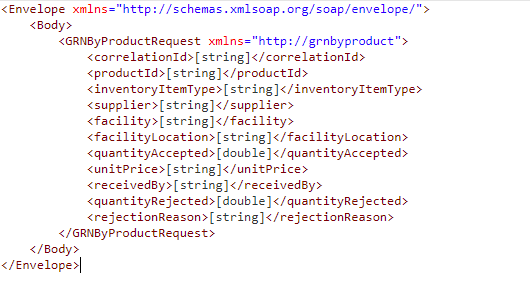 <Envelope xmlns="http://schemas.xmlsoap.org/soap/envelope/">
<Body>
<GRNByProductRequest xmlns="http://grnbyproduct">
<correlationId>[string]</correlationId>
<productId>[string]</productId>
<inventoryItemType>[string]</inventoryItemType>
<supplier>[string]</supplier>
<facility>[string]</facility>
<facilityLocation>[string]</facilityLocation>
<quantityAccepted>[double]</quantityAccepted>
<unitPrice>[string]</unitPrice>
<receivedBy>[string]</receivedBy>
<quantityRejected>[double]</quantityRejected>
<rejectionReason>[string]</rejectionReason>
</GRNByProductRequest>
</Body>
</Envelope>